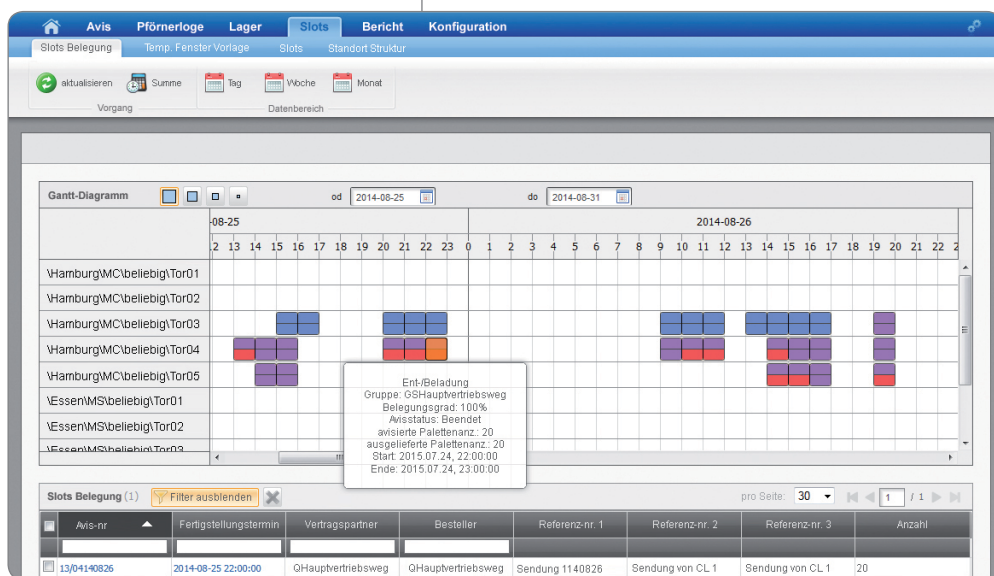 Avis Pförnerloge Lager Slots Bericht Konfiguration
Slots Belegung Temp. Fenster Vorlage Slots Standort Struktur
aktualisieren Summe Tag Woche Monat
Vorgang Datenbereich
Gantt-Diagramm od 2014-08-25 do 2014-08-31
-08-25 2014-08-26
12 13 14 15 16 17 18 19 20 21 22 23 0 1 2 3 4 5 6 7 8 9 10 11 12 13 14 15 16 17 18 19 20 21 22 2
\Hamburg\MC\beliebig\Tor01
\Hamburg\MC\beliebig\Tor02
\Hamburg\MC\beliebig\Tor03
\Hamburg\MC\beliebig\Tor04
\Hamburg\MC\beliebig\Tor05
\Essen\MS\beliebig\Tor01
\Essen\MS\beliebig\Tor02
\Essen\MS\beliebig\Tor03
Ent-/Beladung
Gruppe: GSHauptvertriebsweg
Belegungsgrad: 100%
Avisstatus: Beendet
avisierte Palettenanz.: 20
ausgelieferte Palettenanz.: 20
Start: 2015.07.24, 22:00:00
Ende: 2015.07.24, 23:00:00
Slots Belegung (1) Filter ausblenden pro Seite: 30 1 / 1
Avis-nr Fertigstellungstermin Vertragspartner Besteller Referenz-nr. 1 Referenz-nr. 2 Referenz-nr. 3 Anzahl
13/04140826 2014-08-25 22:00:00 QHauptvertriebsweg QHauptvertriebsweg Sendung 1140826 Sendung von CL 1 Sendung von CL 1 20